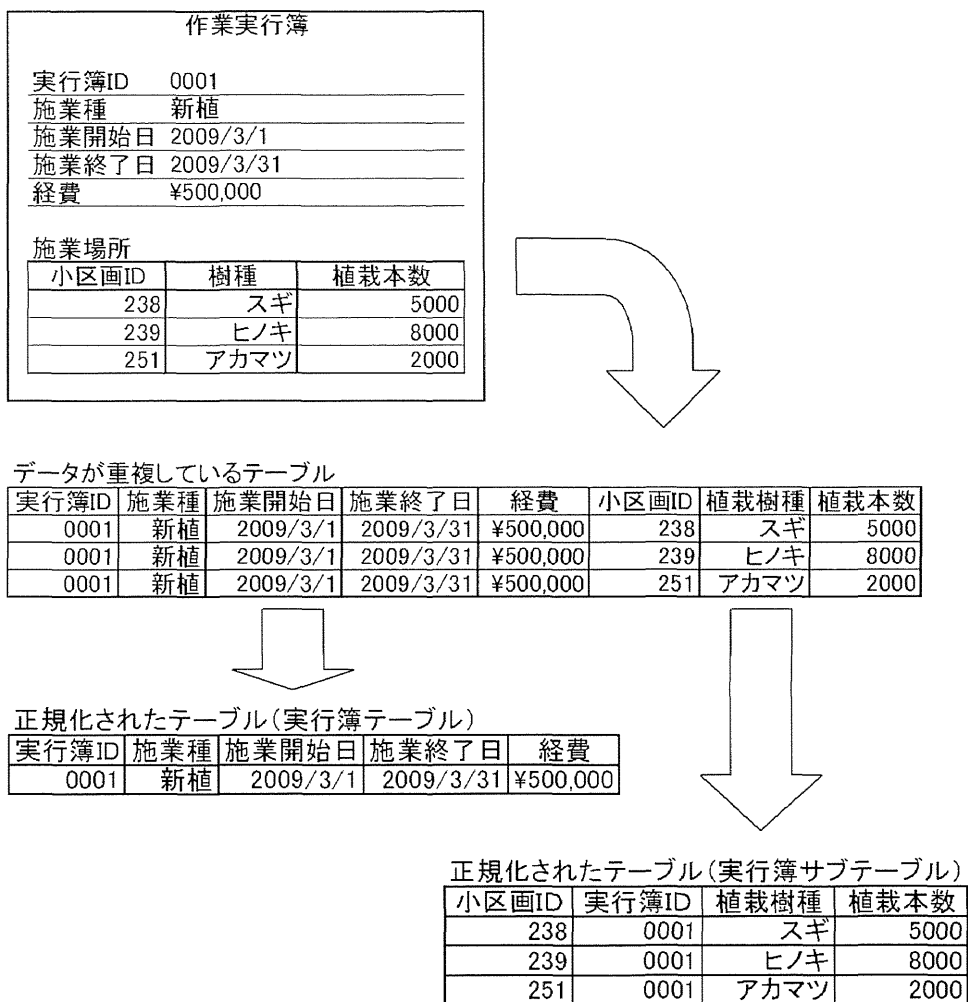 作業実行簿
実行簿ID 0001
施業種 新植
施業開始日 2009/3/1
施業終了日 2009/3/31
経費 ¥500,000
施業場所
小区画ID 樹種 植栽本数
238 スギ 5000
239 ヒノキ 8000
251 アカマツ 2000
データが重複しているテーブル
実行簿ID 施業種 施業開始日 施業終了日 経費 小区画ID 植栽樹種 植栽本数
0001 新植 2009/3/1 2009/3/31 ¥500,000 238 スギ 5000
0001 新植 2009/3/1 2009/3/31 ¥500,000 239 ヒノキ 8000
0001 新植 2009/3/1 2009/3/31 ¥500,000 251 アカマツ 2000
正規化されたテーブル(実行簿テーブル)
実行簿ID 施業種 施業開始日 施業終了日 経費
0001 新植 2009/3/1 2009/3/31 ¥500,000
正規化されたテーブル(実行簿サブテーブル)
小区画ID 実行簿ID 植栽樹種 植栽本数
238 0001 スギ 5000
239 0001 ヒノキ 8000
251 0001 アカマツ 2000